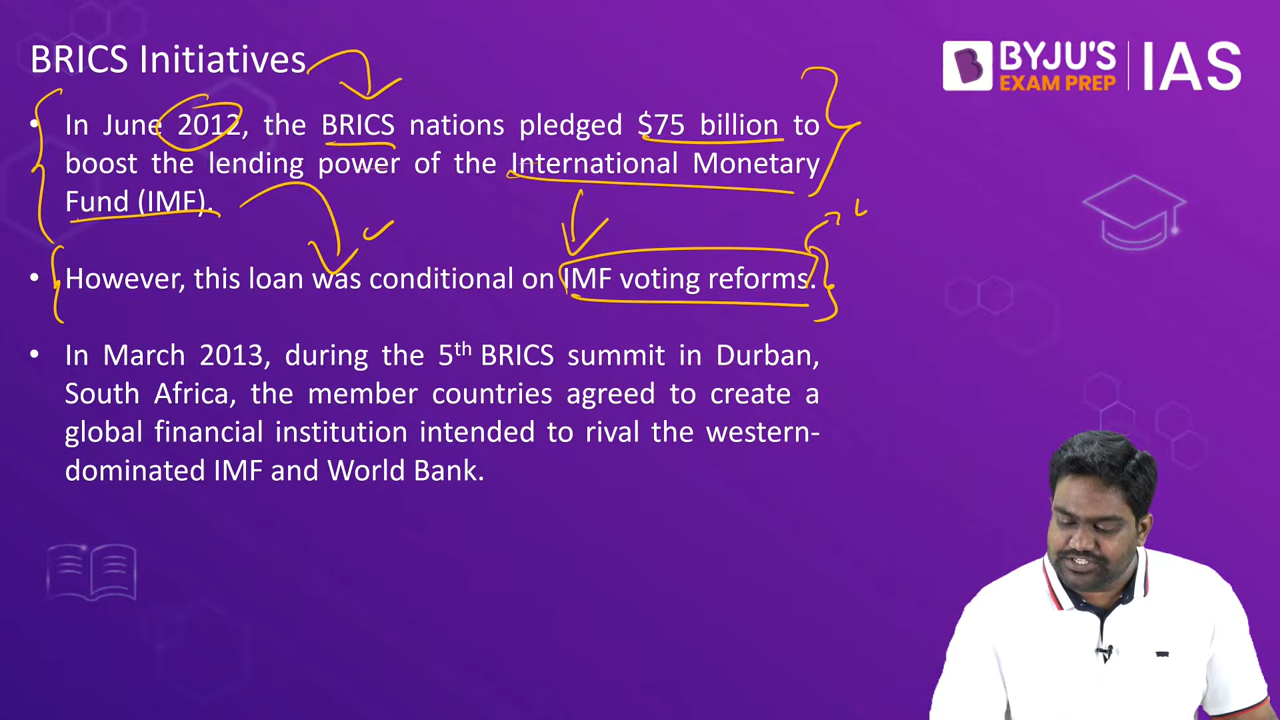 BRICS Initiatives
BYJU'S
EXAM PREP
IAS
• In June 2012, the BRICS nations pledged $75 billion to
boost the lending power of the International Monetary
Fund (IMF).
• However, this loan was conditional on IMF voting reforms.
• In March 2013, during the 5th BRICS summit in Durban,
South Africa, the member countries agreed to create a
global financial institution intended to rival the western-
dominated IMF and World Bank.